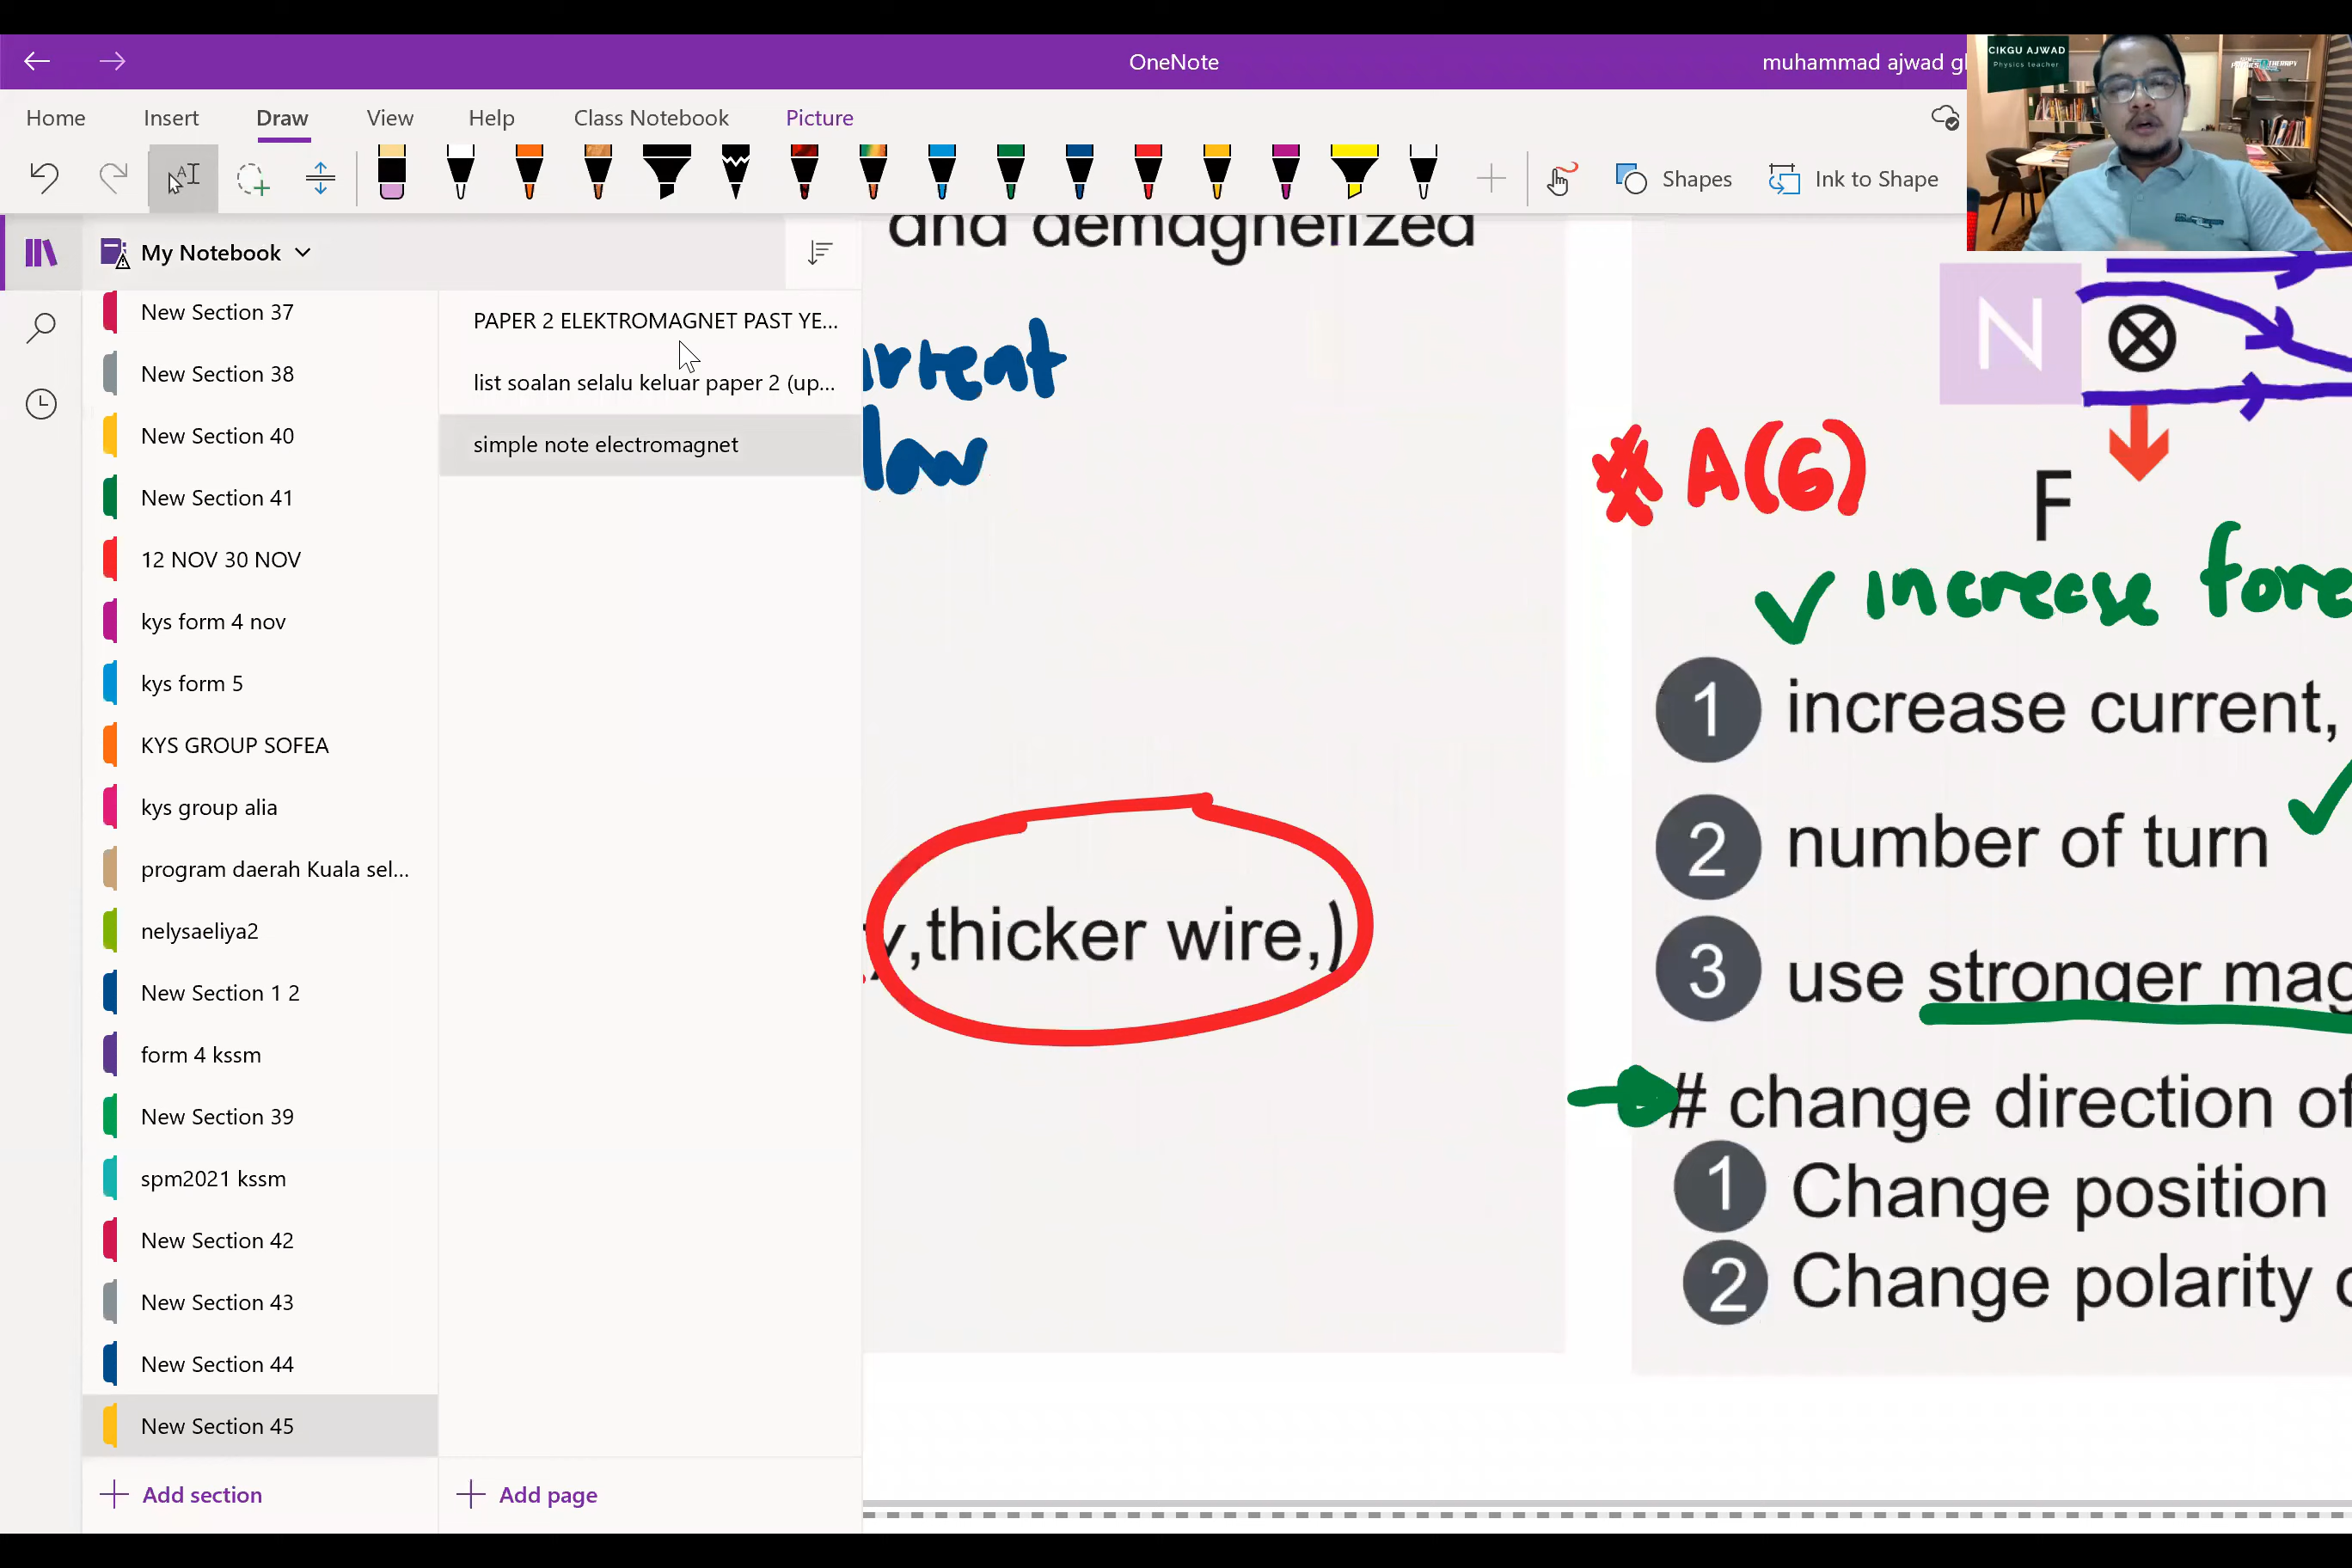 OneNote
muhammad ajwad
CIKGU AJWAD
Physics teacher
Home
Insert
Draw
View
Help
Class Notebook
Picture
Shapes
Ink to Shape
My Notebook
New Section 37
New Section 38
New Section 40
New Section 41
12 NOV 30 NOV
kys form 4 nov
kys form 5
KYS GROUP SOFEA
kys group alia
program daerah Kuala sel...
nelysaeliya2
New Section 1 2
form 4 kssm
New Section 39
spm2021 kssm
New Section 42
New Section 43
New Section 44
New Section 45
Add section
PAPER 2 ELEKTROMAGNET PAST YE...
list soalan selalu keluar paper 2 (up...
simple note electromagnet
Add page
and demagnetized
,thicker wire,)
N
* A(6)
F
✓ increase
1 increase current,
2 number of turn ✓
3 use stronger
# change direction
1 Change position
2 Change polarity